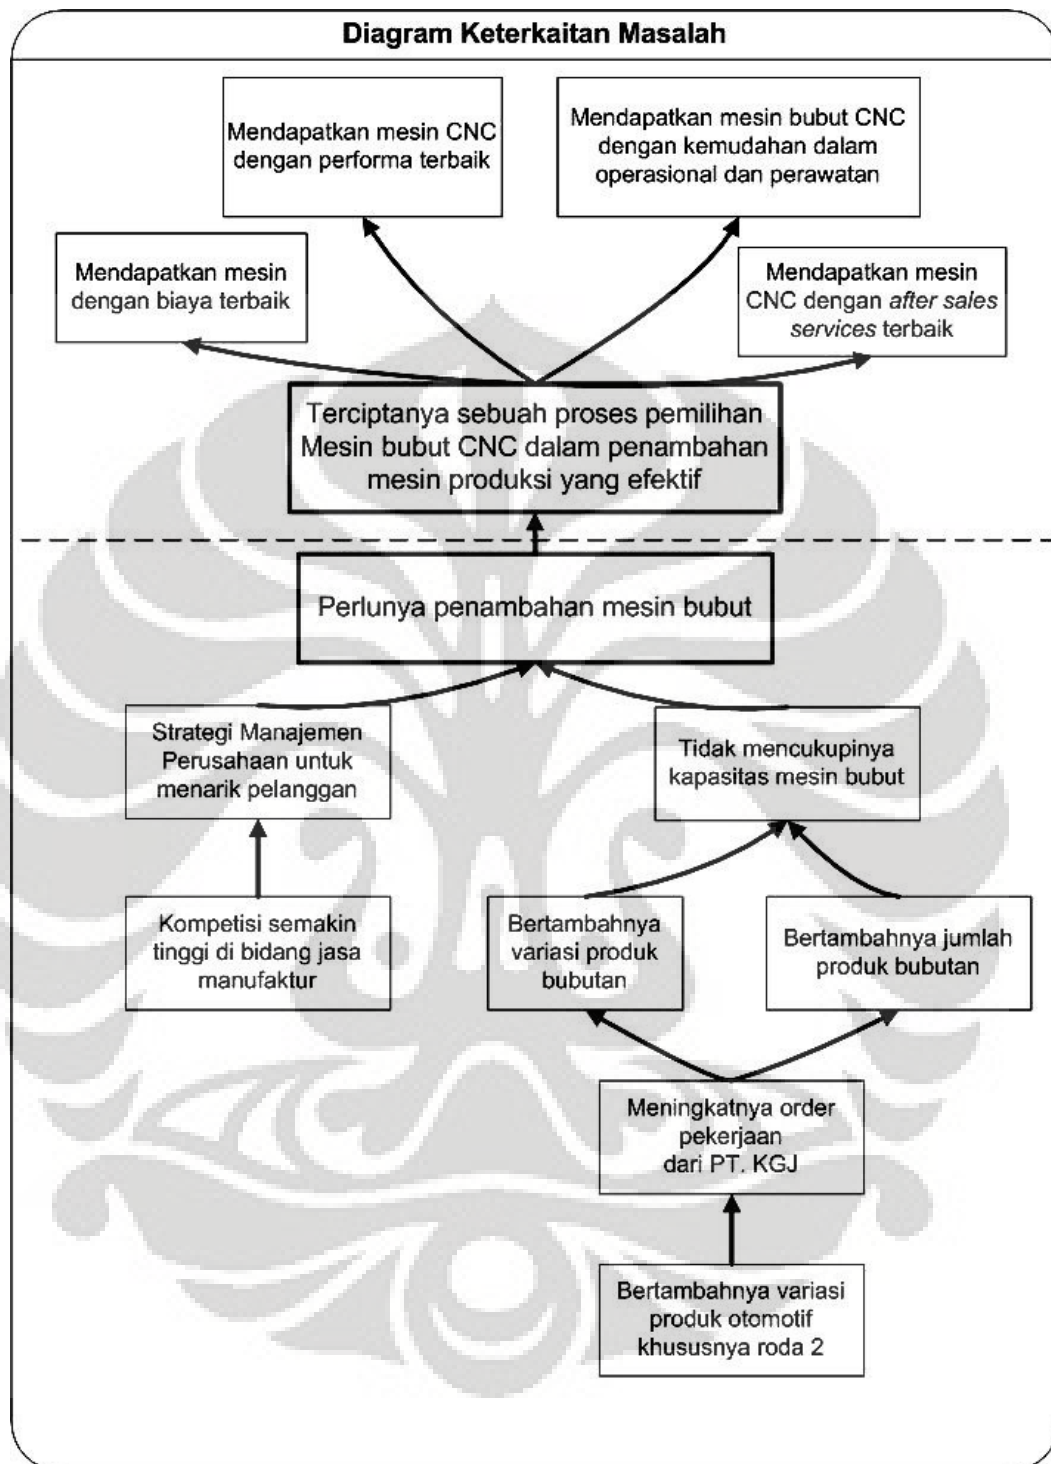 Diagram Keterkaitan Masalah
Mendapatkan mesin CNC
dengan performa terbaik
Mendapatkan mesin bubut CNC
dengan kemudahan dalam
operasional dan perawatan
Mendapatkan mesin
dengan biaya terbaik
Mendapatkan mesin
CNC dengan after sales
services terbaik
Terciptanya sebuah proses pemilihan
Mesin bubut CNC dalam penambahan
mesin produksi yang efektif
Perlunya penambahan mesin bubut
Strategi Manajemen
Perusahaan untuk
menarik pelanggan
Tidak mencukupinya
kapasitas mesin bubut
Kompetisi semakin
tinggi di bidang jasa
manufaktur
Bertambahnya
variasi produk
bubutan
Bertambahnya jumlah
produk bubutan
Meningkatnya order
pekerjaan
dari PT. KGJ
Bertambahnya variasi
produk otomotif
khususnya roda 2